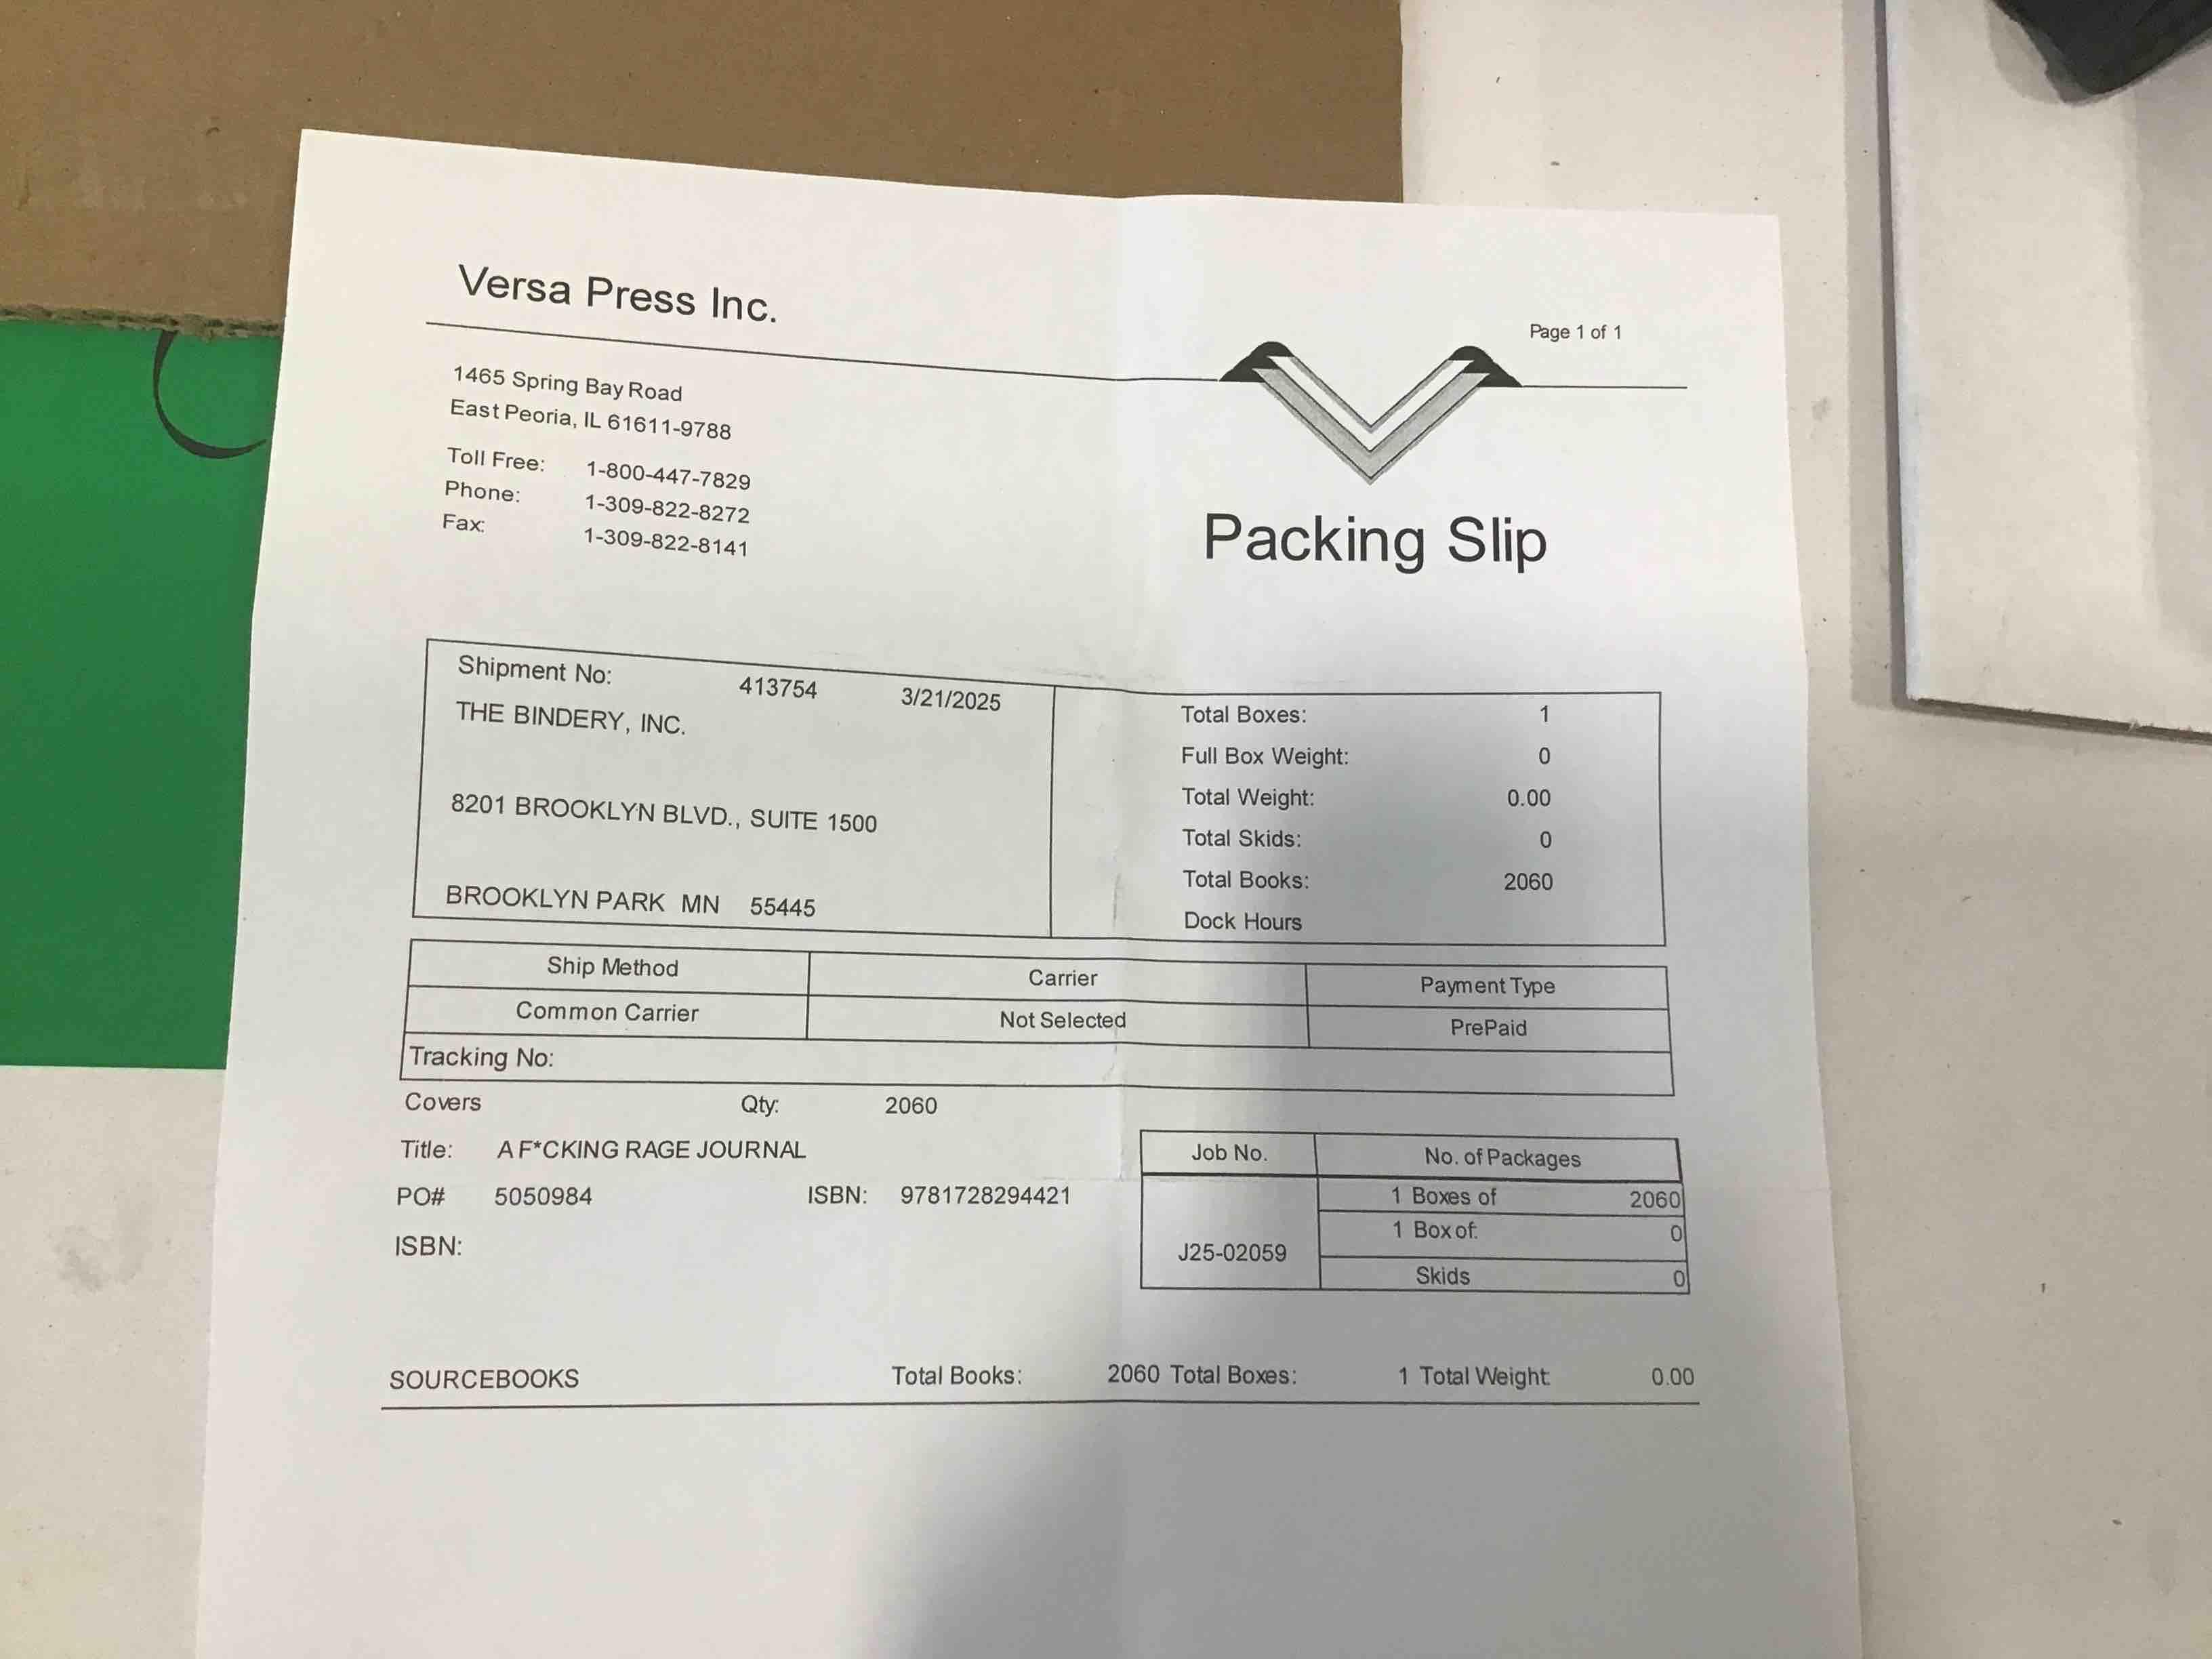 Versa Press Inc.
Page 1 of 1
1465 Spring Bay Road
East Peoria, IL 61611-9788
Toll Free: 1-800-447-7829
Phone: 1-309-822-8272
Fax: 1-309-822-8141
Packing Slip
Shipment No: 413754 3/21/2025
THE BINDERY, INC.
8201 BROOKLYN BLVD., SUITE 1500
BROOKLYN PARK MN 55445
Total Boxes: 1
Full Box Weight: 0
Total Weight: 0.00
Total Skids: 0
Total Books: 2060
Dock Hours
Ship Method Carrier Payment Type
Common Carrier Not Selected PrePaid
Tracking No:
Covers Qty: 2060
Title: A F*CKING RAGE JOURNAL
PO# 5050984 ISBN: 9781728294421
ISBN:
Job No. No. of Packages
J25-02059
1 Boxes of 2060
1 Box of: 0
Skids 0
SOURCEBOOKS Total Books: 2060 Total Boxes: 1 Total Weight: 0.00